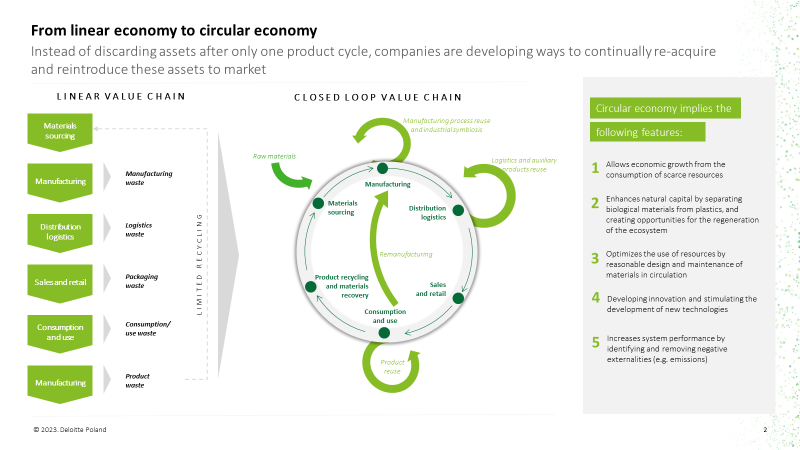 From linear economy to circular economy
Instead of discarding assets after only one product cycle, companies are developing ways to continually re-acquire
and reintroduce these assets to market
LINEAR VALUE CHAIN
Materials
sourcing
Manufacturing
Manufacturing
waste
Distribution
logistics
Logistics
waste
Sales and retail
Packaging
waste
Consumption
and use
Consumption/
use waste
Manufacturing
Product
waste
LIMITED RECYCLING
CLOSED LOOP VALUE CHAIN
Manufacturing process reuse
and industrial symbiosis
Raw materials
Logistics and auxiliary
products reuse
Manufacturing
Materials
sourcing
Distribution
logistics
Remanufacturing
Product recycling
and materials
recovery
Sales
and retail
Consumption
and use
Product
reuse
Circular economy implies the
following features:
1 Allows economic growth from the
consumption of scarce resources
2 Enhances natural capital by separating
biological materials from plastics, and
creating opportunities for the regeneration
of the ecosystem
3 Optimizes the use of resources by
reasonable design and maintenance of
materials in circulation
4 Developing innovation and stimulating the
development of new technologies
5 Increases system performance by
identifying and removing negative
externalities (e.g. emissions)
© 2023. Deloitte Poland
2